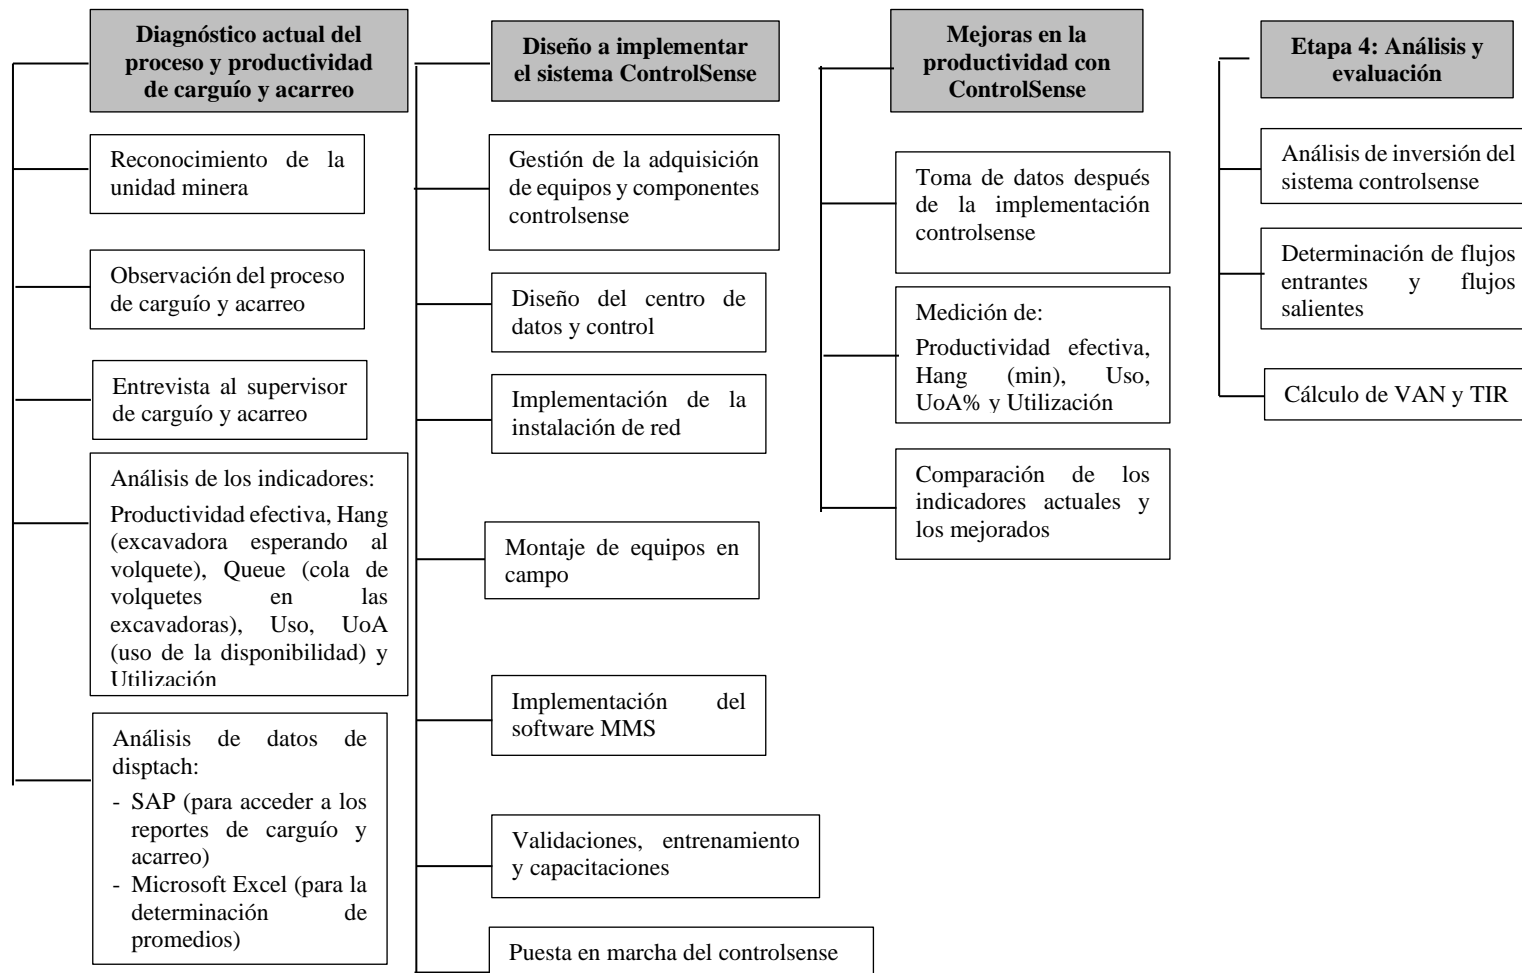 Diagnóstico actual del
proceso y productividad
de carguío y acarreo
Reconocimiento de la
unidad minera
Observación del proceso
de carguío y acarreo
Entrevista al supervisor
de carguío y acarreo
Análisis de los indicadores:
Productividad efectiva, Hang
(excavadora esperando al
volquete), Queue (cola de
volquetes en las
excavadoras), Uso, UoA
(uso de la disponibilidad) y
Utilización
Análisis de datos de
disptach:
- SAP (para acceder a los
reportes de carguío y
acarreo)
- Microsoft Excel (para la
determinación de
promedios)
Diseño a implementar
el sistema ControlSense
Gestión de la adquisición
de equipos y componentes
controlsense
Diseño del centro de
datos y control
Implementación de la
instalación de red
Montaje de equipos en
campo
Implementación del
software MMS
Validaciones, entrenamiento
y capacitaciones
Puesta en marcha del controlsense
Mejoras en la
productividad con
ControlSense
Toma de datos después
de la implementación
controlsense
Medición de:
Productividad efectiva,
Hang (min), Uso,
UoA% y Utilización
Comparación de los
indicadores actuales y
los mejorados
Etapa 4: Análisis y
evaluación
Análisis de inversión del
sistema controlsense
Determinación de flujos
entrantes y flujos
salientes
Cálculo de VAN y TIR